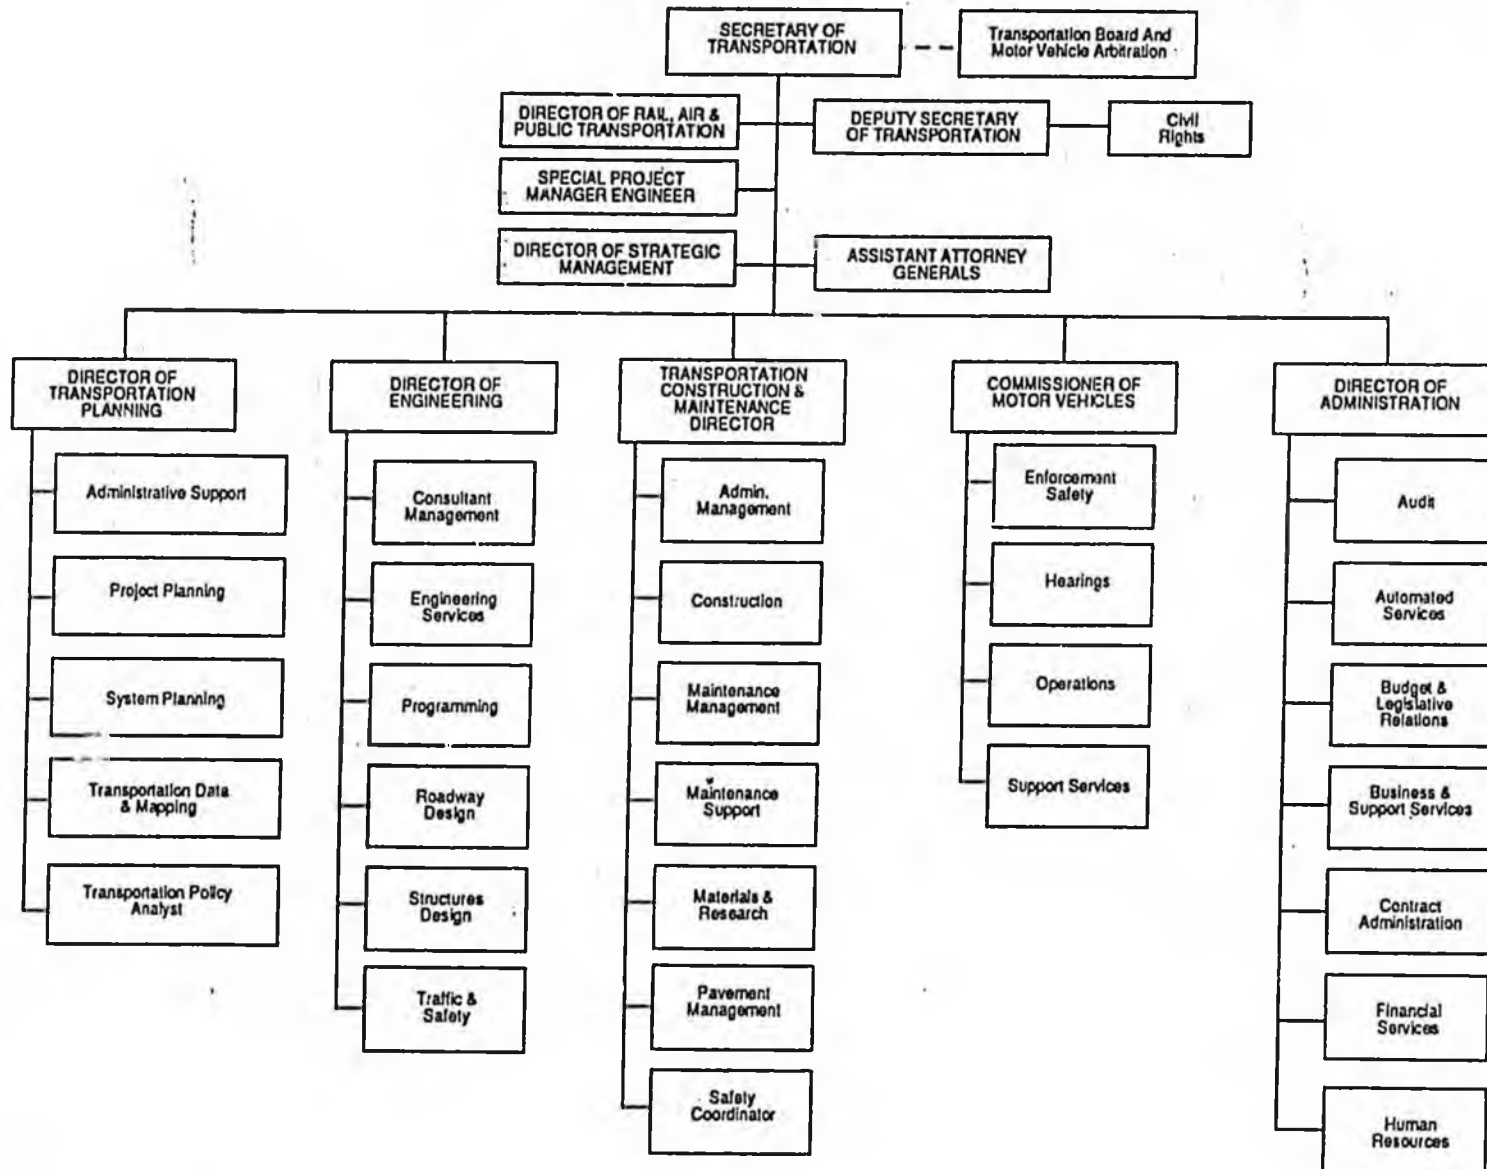 SECRETARY OF
TRANSPORTATION
Transportation Board And
Motor Vehicle Arbitration
DIRECTOR OF RAIL, AIR &
PUBLIC TRANSPORTATION
DEPUTY SECRETARY
OF TRANSPORTATION
Civil
Rights
SPECIAL PROJECT
MANAGER ENGINEER
DIRECTOR OF STRATEGIC
MANAGEMENT
ASSISTANT ATTORNEY
GENERALS
DIRECTOR OF
TRANSPORTATION
PLANNING
Administrative Support
Project Planning
System Planning
Transportation Data
& Mapping
Transportation Policy
Analyst
DIRECTOR OF
ENGINEERING
Consultant
Management
Engineering
Services
Programming
Roadway
Design
Structures
Design
Traffic &
Safety
TRANSPORTATION
CONSTRUCTION &
MAINTENANCE
DIRECTOR
Admin.
Management
Construction
Maintenance
Management
Maintenance
Support
Materials &
Research
Pavement
Management
Safety
Coordinator
COMMISSIONER OF
MOTOR VEHICLES
Enforcement
Safety
Hearings
Operations
Support Services
DIRECTOR OF
ADMINISTRATION
Audit
Automated
Services
Budget &
Legislative
Relations
Business &
Support Services
Contract
Administration
Financial
Services
Human
Resources